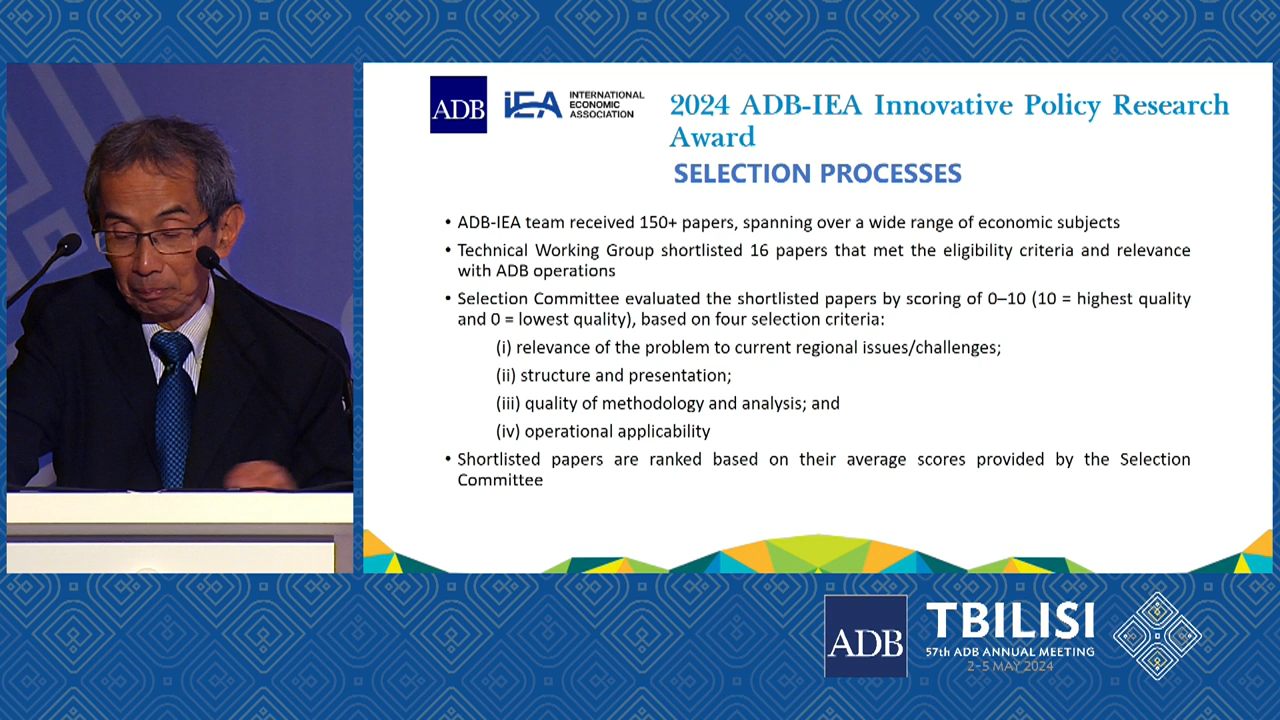 ADB
iEA
INTERNATIONAL
ECONOMIC
ASSOCIATION
2024 ADB-IEA Innovative Policy Research
Award
SELECTION PROCESSES
• ADB-IEA team received 150+ papers, spanning over a wide range of economic subjects
• Technical Working Group shortlisted 16 papers that met the eligibility criteria and relevance
with ADB operations
• Selection Committee evaluated the shortlisted papers by scoring of 0–10 (10 = highest quality
and 0 = lowest quality), based on four selection criteria:
(i) relevance of the problem to current regional issues/challenges;
(ii) structure and presentation;
(iii) quality of methodology and analysis; and
(iv) operational applicability
• Shortlisted papers are ranked based on their average scores provided by the Selection
Committee
ADB
TBILISI
57th ADB ANNUAL MEETING
2-5 MAY 2024